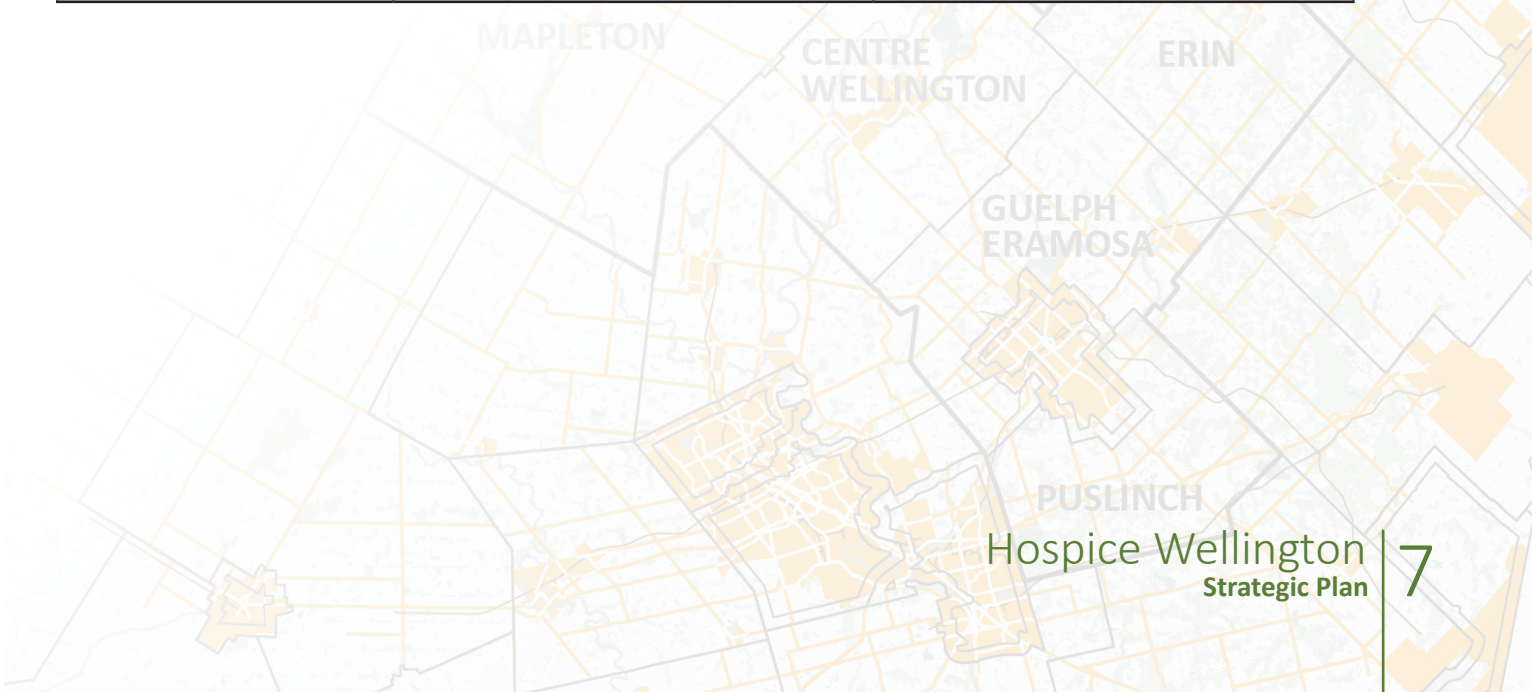 MAPLETON
CENTRE
WELLINGTON
ERIN
GUELPH
ERAMOSA
PUSLINCH
Hospice Wellington
Strategic Plan
7